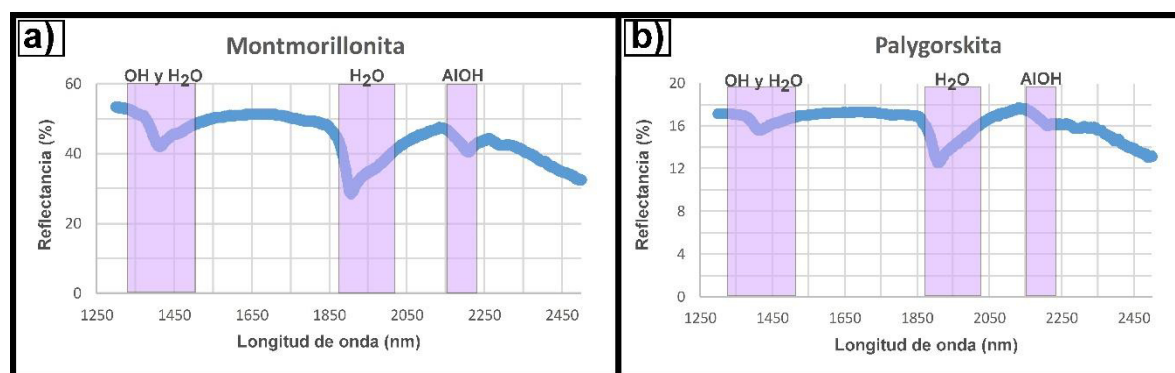 a)
Montmorillonita
OH y H2O
H2O
AlOH
60
40
20
0
Reflectancia (%)
1250
1450
1650
1850
2050
2250
2450
Longitud de onda (nm)
b)
Palygorskita
OH y H2O
H2O
AlOH
20
16
12
8
4
0
Reflectancia (%)
1250
1450
1650
1850
2050
2250
2450
Longitud de onda (nm)